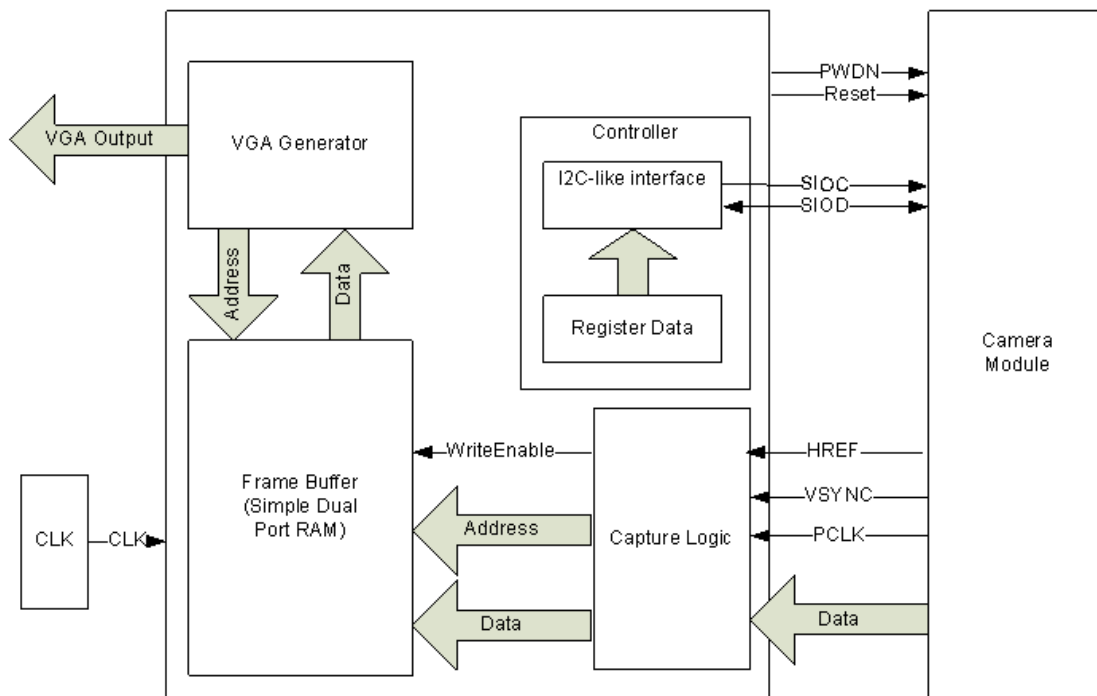 PWDN
Reset
VGA Output
VGA Generator
Controller
I2C-like interface
SIOC
SIOD
Address
Data
Register Data
Camera
Module
WriteEnable
HREF
Frame Buffer
(Simple Dual
Port RAM)
VSYNC
Address
Capture Logic
PCLK
CLK
CLK
Data
Data